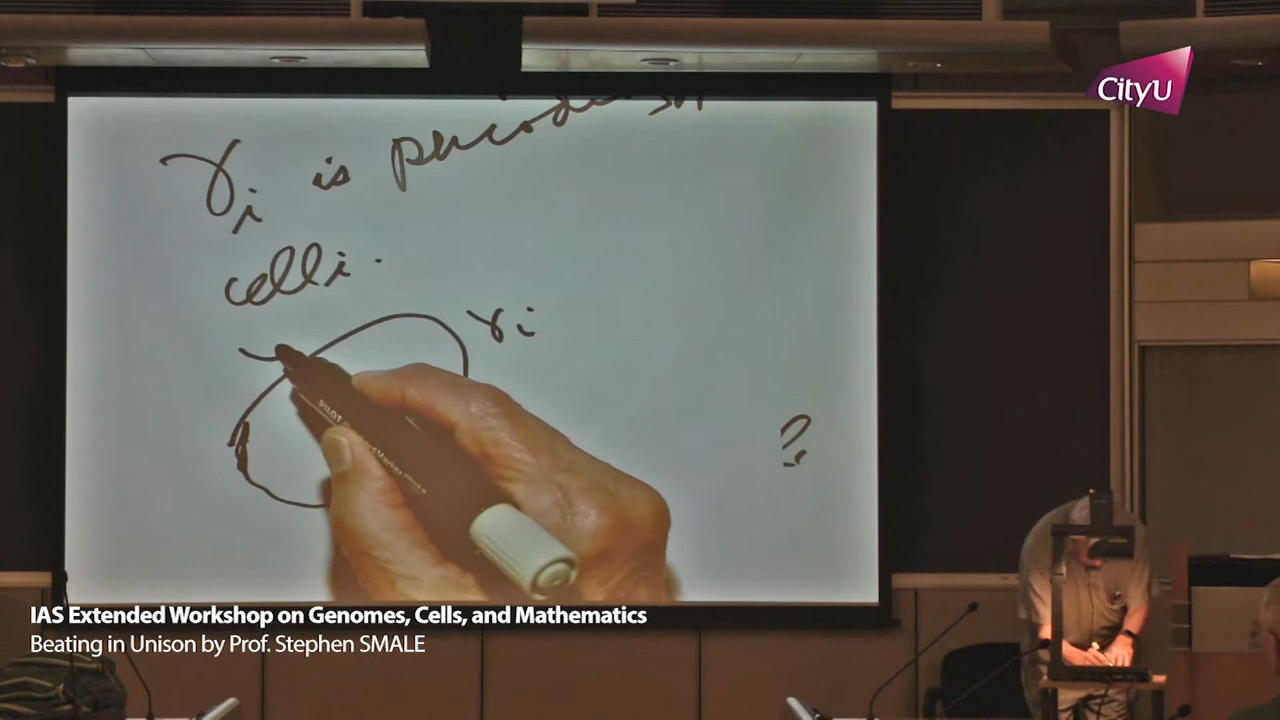 CityU
γi is periodic sol
cell i.
γi
?
PILOT
IAS Extended Workshop on Genomes, Cells, and Mathematics
Beating in Unison by Prof. Stephen SMALE